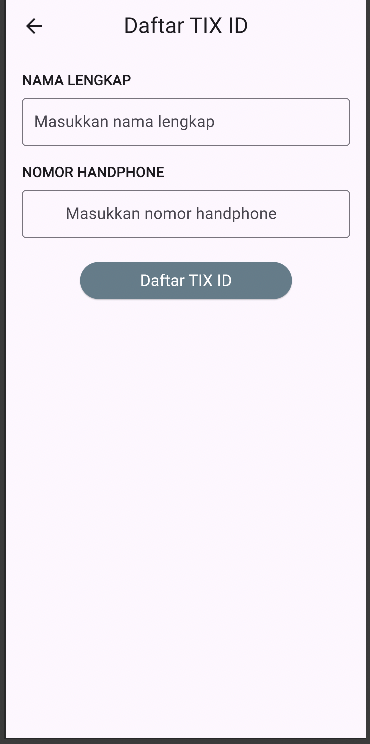 Daftar TIX ID
NAMA LENGKAP
Masukkan nama lengkap
NOMOR HANDPHONE
Masukkan nomor handphone
Daftar TIX ID